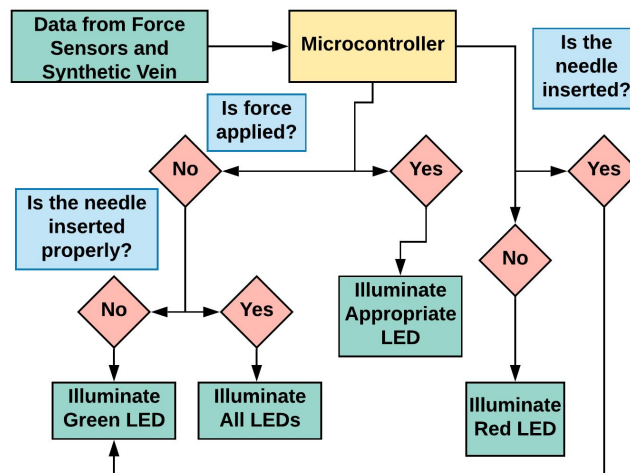 Data from Force
Sensors and
Synthetic Vein
Microcontroller
Is the
needle
inserted?
Is force
applied?
No
Yes
Yes
Is the needle
inserted
properly?
No
No
Yes
Illuminate
Appropriate
LED
Illuminate
Green LED
Illuminate
All LEDs
Illuminate
Red LED